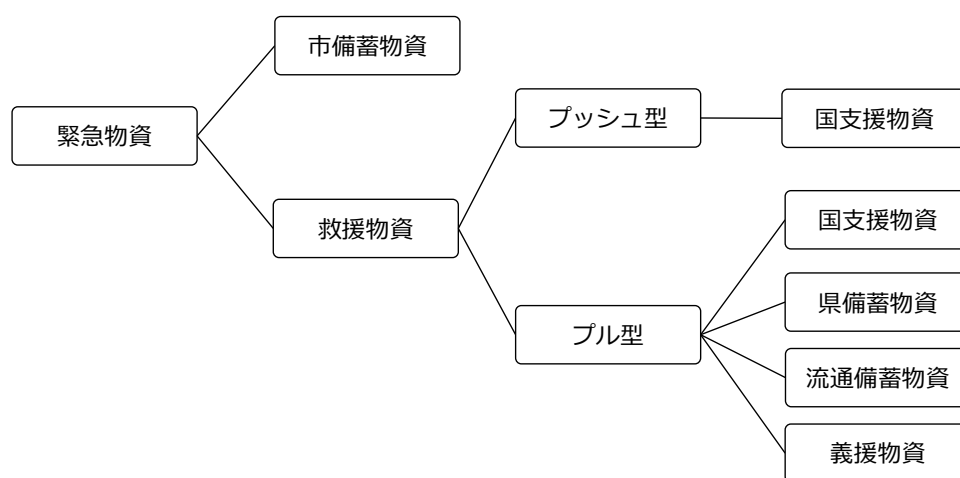 市備蓄物資
緊急物資
プッシュ型
国支援物資
救援物資
国支援物資
県備蓄物資
プル型
流通備蓄物資
義援物資